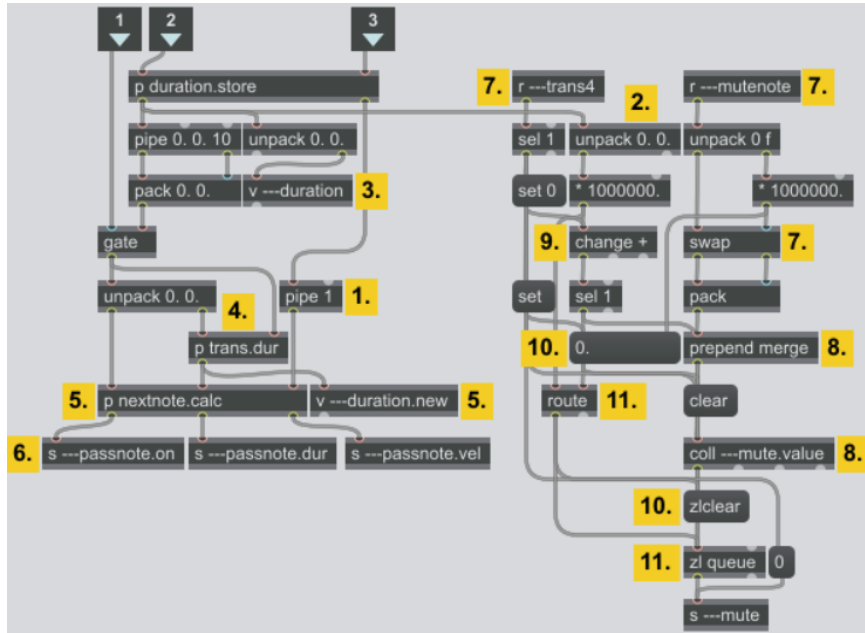 1 2 3
p duration.store 7. r ---trans4 r ---mutenote 7.
2.
pipe 0. 0. 10 unpack 0. 0. sel 1 unpack 0. 0. unpack 0 f
pack 0. 0. v ---duration 3. set 0 * 1000000. * 1000000.
gate 9. change + swap 7.
unpack 0. 0. pipe 1 1. set sel 1 pack
4.
p trans.dur 10. 0. prepend merge 8.
5. p nextnote.calc v ---duration.new 5. route 11. clear
6. s ---passnote.on s ---passnote.dur s ---passnote.vel coll ---mute.value 8.
10. zlclear
11. zl queue 0
s ---mute